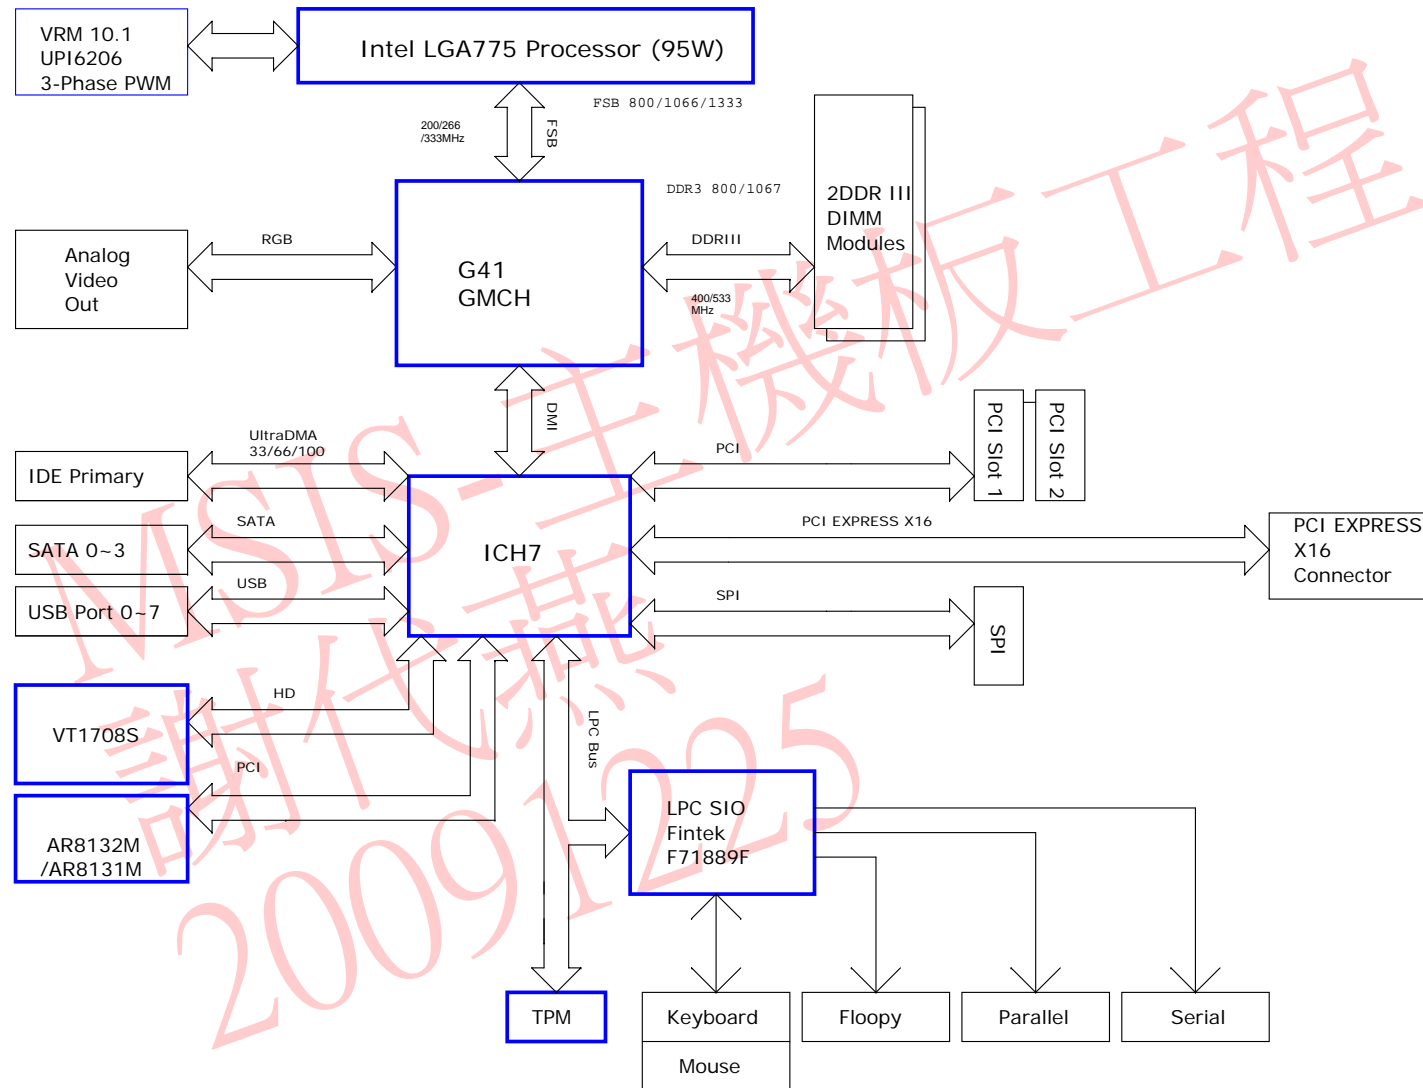 VRM 10.1
UPI6206
3-Phase PWM
Intel LGA775 Processor (95W)
FSB 800/1066/1333
200/266
/333MHz
FSB
DDR3 800/1067
2DDR III
DIMM
Modules
Analog
Video
Out
RGB
G41
GMCH
DDRIII
400/533
MHz
DMI
UltraDMA
33/66/100
PCI
PCI Slot 1
PCI Slot 2
IDE Primary
SATA
PCI EXPRESS X16
PCI EXPRESS
X16
Connector
SATA 0~3
ICH7
USB
SPI
USB Port 0~7
SPI
HD
VT1708S
LPC Bus
PCI
AR8132M
/AR8131M
LPC SIO
Fintek
F71889F
TPM
Keyboard
Mouse
Floopy
Parallel
Serial
MSIS-主機板工程
謝代燕
20091225